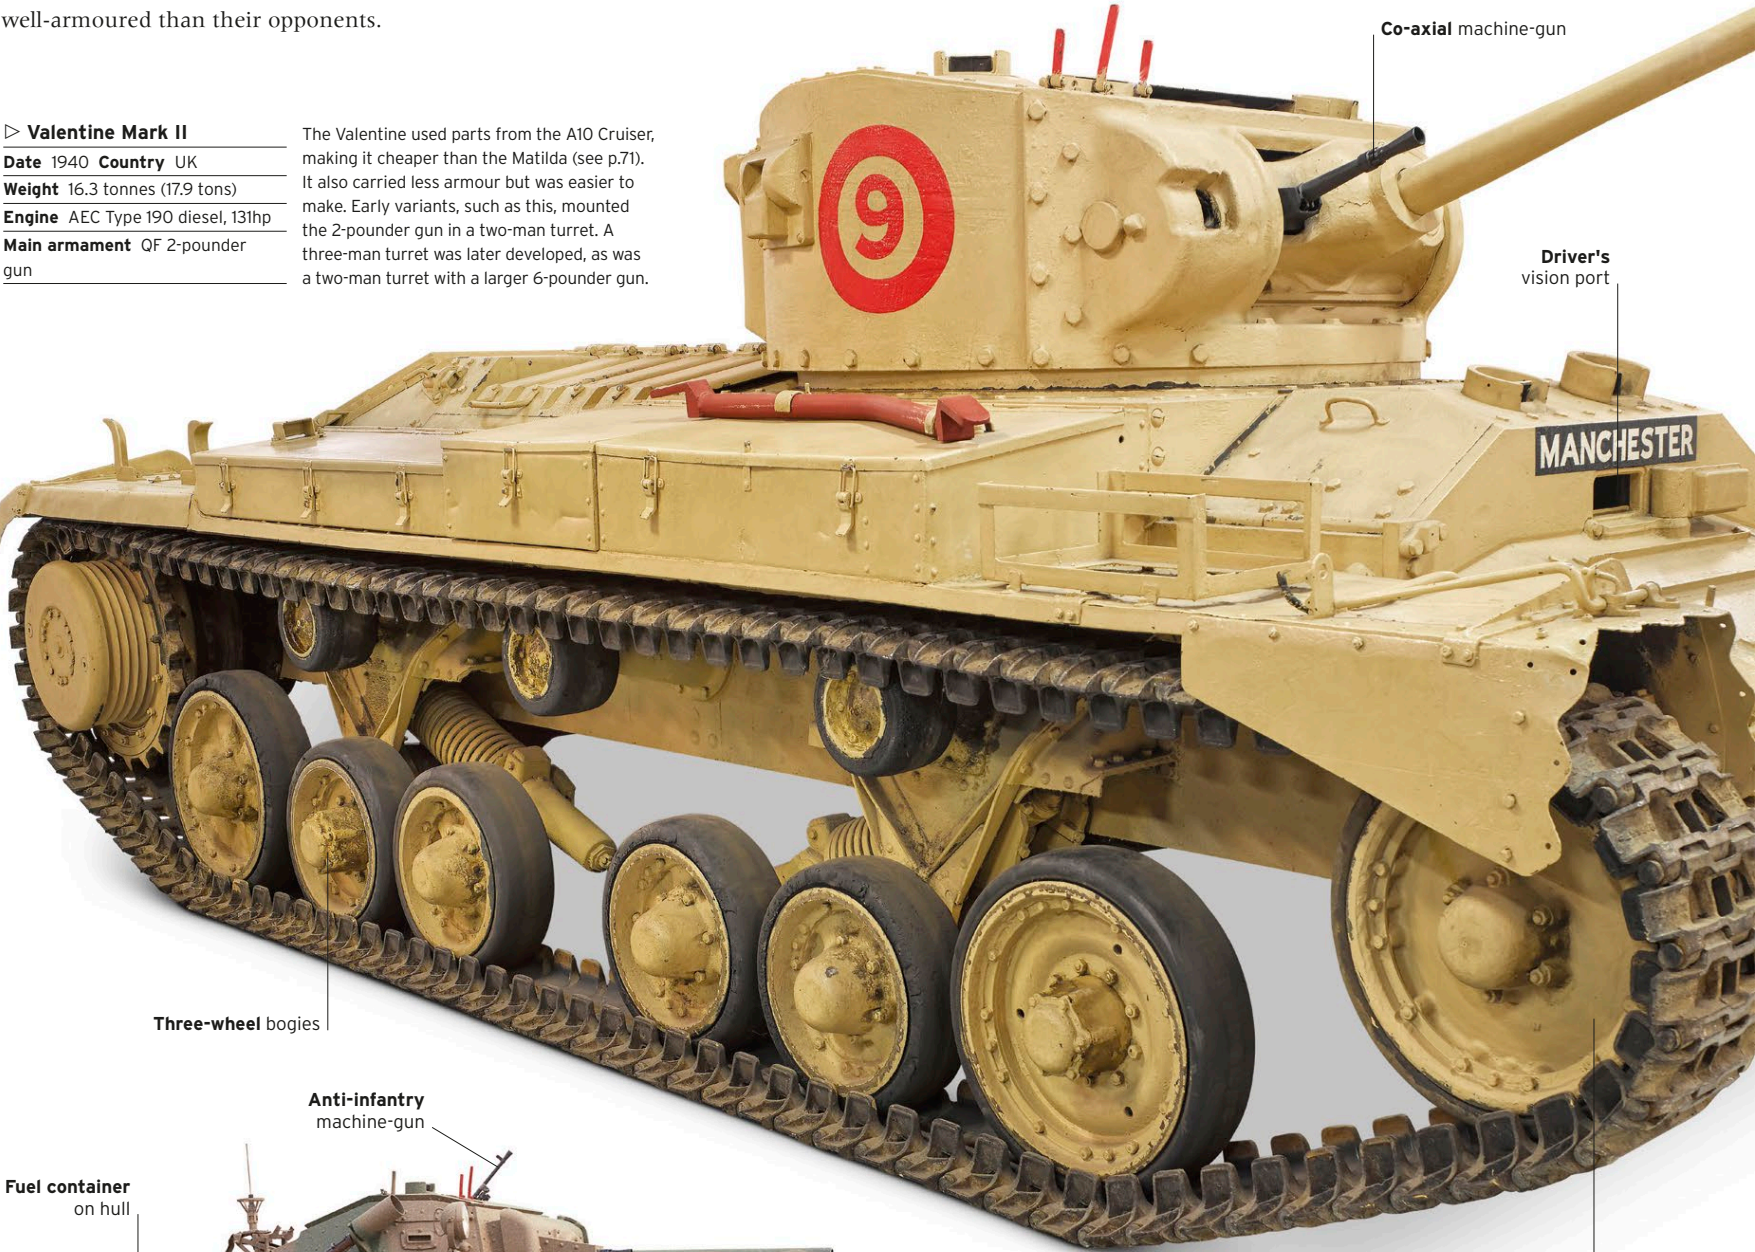 well-armoured than their opponents.
Co-axial machine-gun
▷ Valentine Mark II
Date 1940 Country UK
Weight 16.3 tonnes (17.9 tons)
Engine AEC Type 190 diesel, 131hp
Main armament QF 2-pounder
gun
The Valentine used parts from the A10 Cruiser,
making it cheaper than the Matilda (see p.71).
It also carried less armour but was easier to
make. Early variants, such as this, mounted
the 2-pounder gun in a two-man turret. A
three-man turret was later developed, as was
a two-man turret with a larger 6-pounder gun.
9
Driver's
vision port
MANCHESTER
Three-wheel bogies
Anti-infantry
machine-gun
Fuel container
on hull